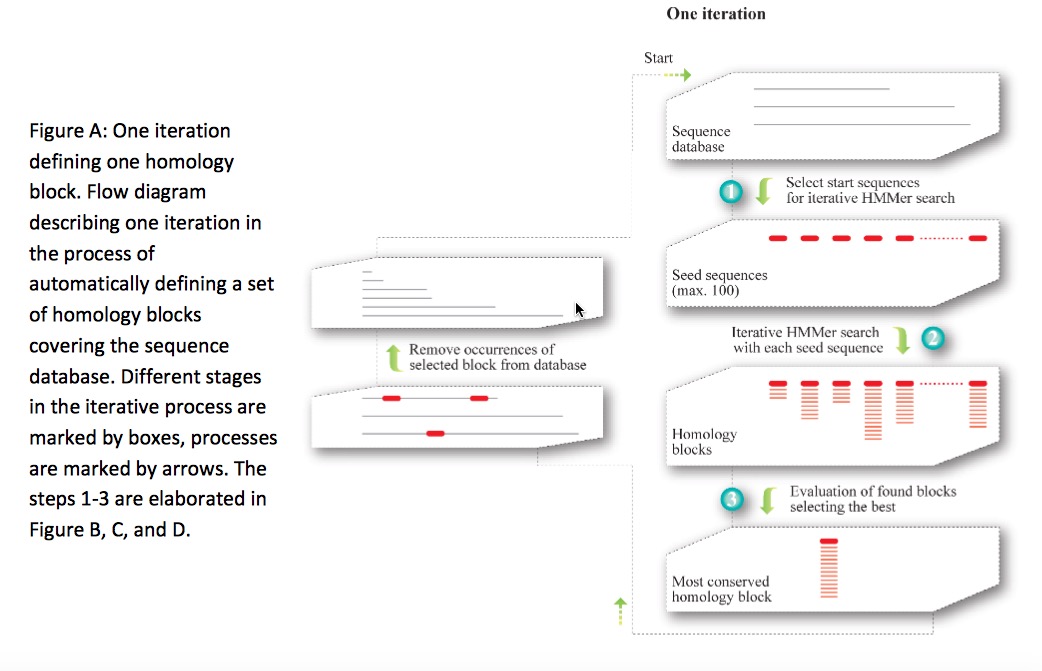 One iteration
Start
Figure A: One iteration
defining one homology
block. Flow diagram
describing one iteration in
the process of
automatically defining a set
of homology blocks
covering the sequence
database. Different stages
in the iterative process are
marked by boxes, processes
are marked by arrows. The
steps 1-3 are elaborated in
Figure B, C, and D.
Sequence
database
1
Select start sequences
for iterative HMMer search
Seed sequences
(max. 100)
Iterative HMMer search
with each seed sequence
2
Homology
blocks
3
Evaluation of found blocks
selecting the best
Most conserved
homology block
Remove occurrences of
selected block from database